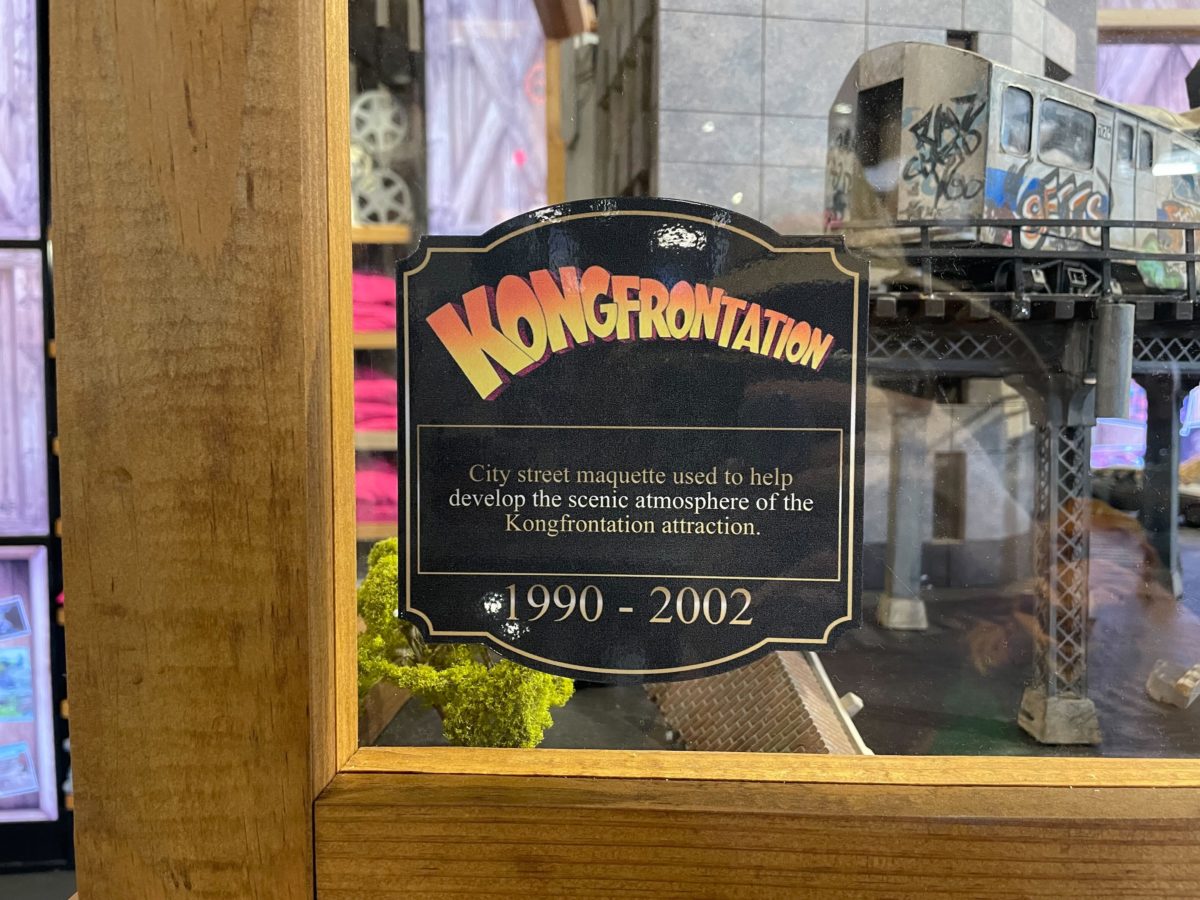 KONGFRONTATION
City street maquette used to help
develop the scenic atmosphere of the
Kongfrontation attraction.
1990 - 2002